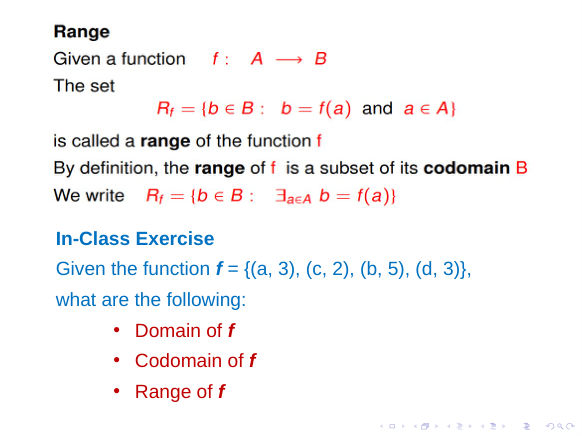 Range
Given a function f : A ⟶ B
The set
R_f = {b ∈ B : b = f(a) and a ∈ A}
is called a range of the function f
By definition, the range of f is a subset of its codomain B
We write R_f = {b ∈ B : ∃_{a∈A} b = f(a)}
In-Class Exercise
Given the function f = {(a, 3), (c, 2), (b, 5), (d, 3)},
what are the following:
• Domain of f
• Codomain of f
• Range of f